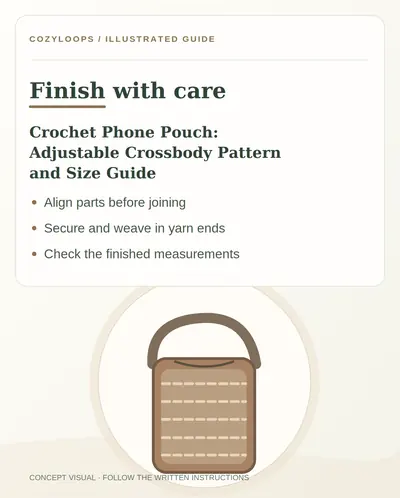 COZYLOOPS / ILLUSTRATED GUIDE
Finish with care
Crochet Phone Pouch:
Adjustable Crossbody Pattern
and Size Guide
• Align parts before joining
• Secure and weave in yarn ends
• Check the finished measurements
CONCEPT VISUAL · FOLLOW THE WRITTEN INSTRUCTIONS